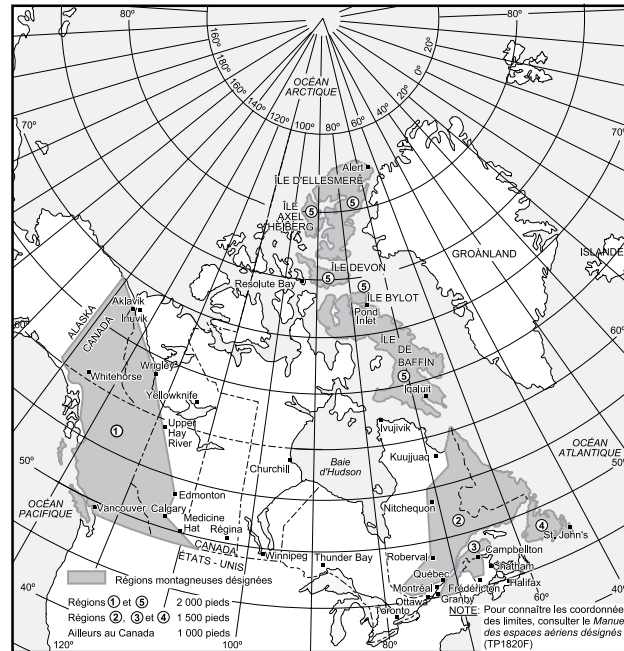 80°
80°
160°
160°
160°
140°
120°
100°
80°
60°
40°
20°
0°
20°
0°
OCÉAN
ARCTIQUE
70°
70°
Alert
ÎLE D'ELLESMERE
ÎLE
AXEL
HEIBERG
5
5
GROÀNLAND
ISLANDE
ÎLE DEVON
5
Resolute Bay
5
ÎLE BYLOT
Pond
Inlet
60°
60°
ALASKA
CANADA
Aklavik
Inuvik
ÎLE
DE
BAFFIN
5
Iqaluit
Whitehorse
Wrigley
Yellowknife
Upper
Hay
River
1
Ivujivik
Kuujjuaq
Churchill
Baie
d'Hudson
OCÉAN
ATLANTIQUE
50°
50°
OCÉAN
PACIFIQUE
Vancouver
Edmonton
Calgary
Medicine
Hat
Régina
Nitchequon
2
4
St. John's
CANADA
ÉTATS - UNIS
Winnipeg
Thunder Bay
Roberval
3
Campbellton
Chatham
Québec
Montréal
Ottawa
Toronto
Granby
Frédéricton
Halifax
40°
40°
Régions montagneuses désignées
Régions 1 et 5 2 000 pieds
Régions 2, 3 et 4 1 500 pieds
Ailleurs au Canada 1 000 pieds
NOTE: Pour connaître les coordonnée
des limites, consulter le Manue
des espaces aériens désignés
(TP1820F)
120°
100°
80°